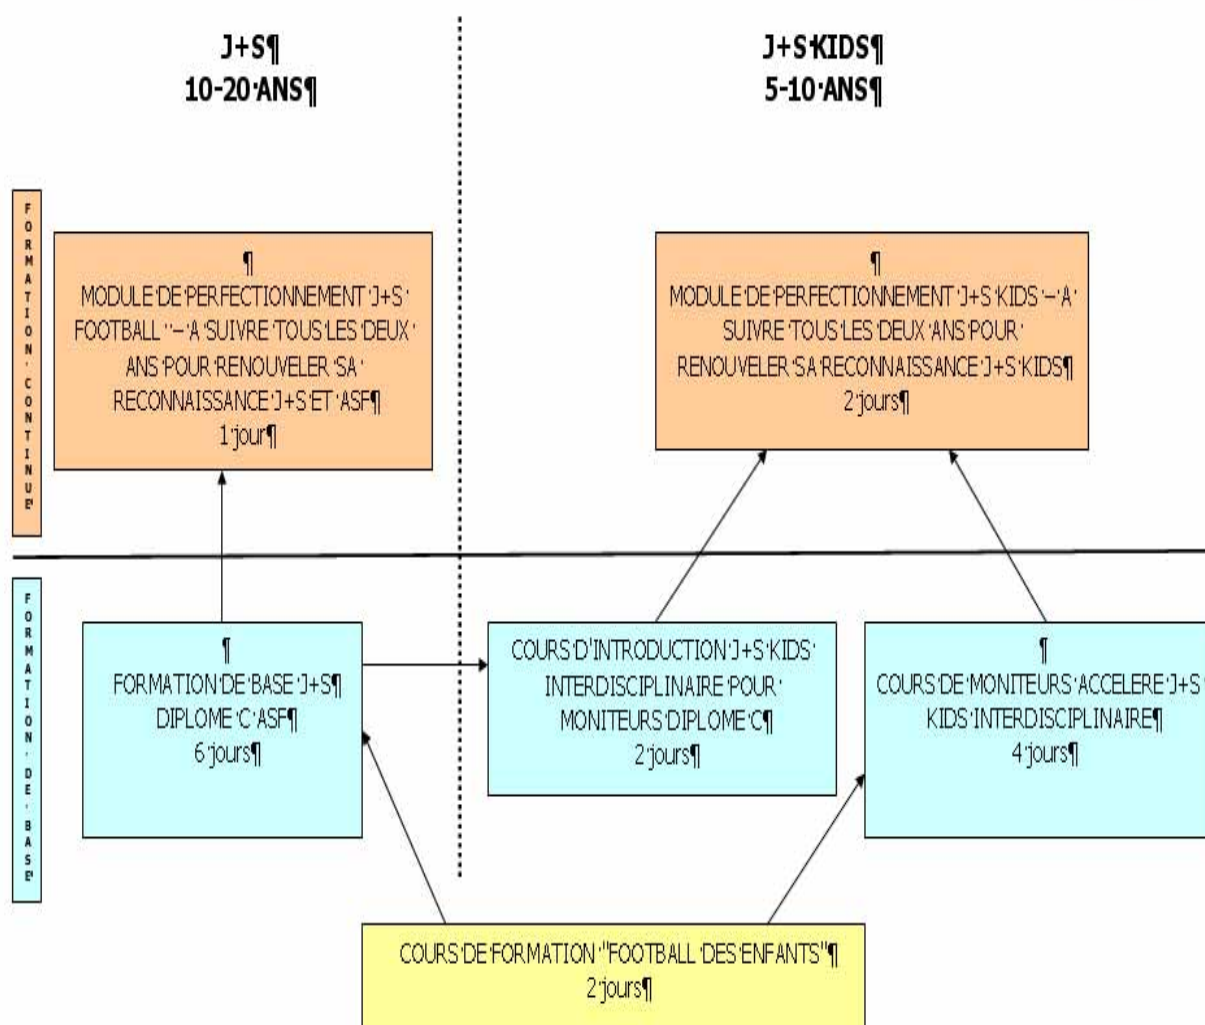 J+S¶
10-20·ANS¶
J+S·KIDS¶
5-10·ANS¶
FORMATION·CONTINUE
¶
MODULE·DE·PERFECTIONNEMENT·J+S·
FOOTBALL··–·A·SUIVRE·TOUS·LES·DEUX·
ANS·POUR·RENOUVELER·SA·
RECONNAISSANCE·J+S·ET·ASF¶
1·jour¶
¶
MODULE·DE·PERFECTIONNEMENT·J+S·KIDS·–·A·
SUIVRE·TOUS·LES·DEUX·ANS·POUR·
RENOUVELER·SA·RECONNAISSANCE·J+S·KIDS¶
2·jours¶
FORMATION·DE·BASE
¶
FORMATION·DE·BASE·J+S¶
DIPLOME·C·ASF¶
6·jours¶
COURS·D'INTRODUCTION·J+S·KIDS·
INTERDISCIPLINAIRE·POUR·
MONITEURS·DIPLOME·C¶
2·jours¶
¶
COURS·DE·MONITEURS·ACCELERE·J+S·
KIDS·INTERDISCIPLINAIRE¶
4·jours¶
COURS·DE·FORMATION·"FOOTBALL·DES·ENFANTS"¶
2·jours¶